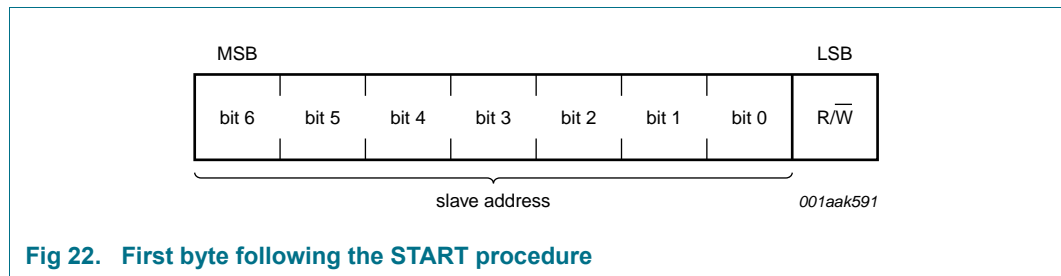 MSB LSB
bit 6 bit 5 bit 4 bit 3 bit 2 bit 1 bit 0 R/W̅
slave address 001aak591
Fig 22. First byte following the START procedure